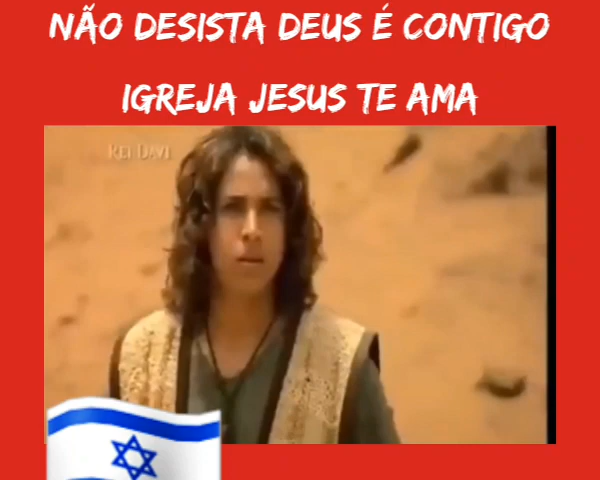 NÃO DESISTA DEUS É CONTIGO
IGREJA JESUS TE AMA
REI DAVI